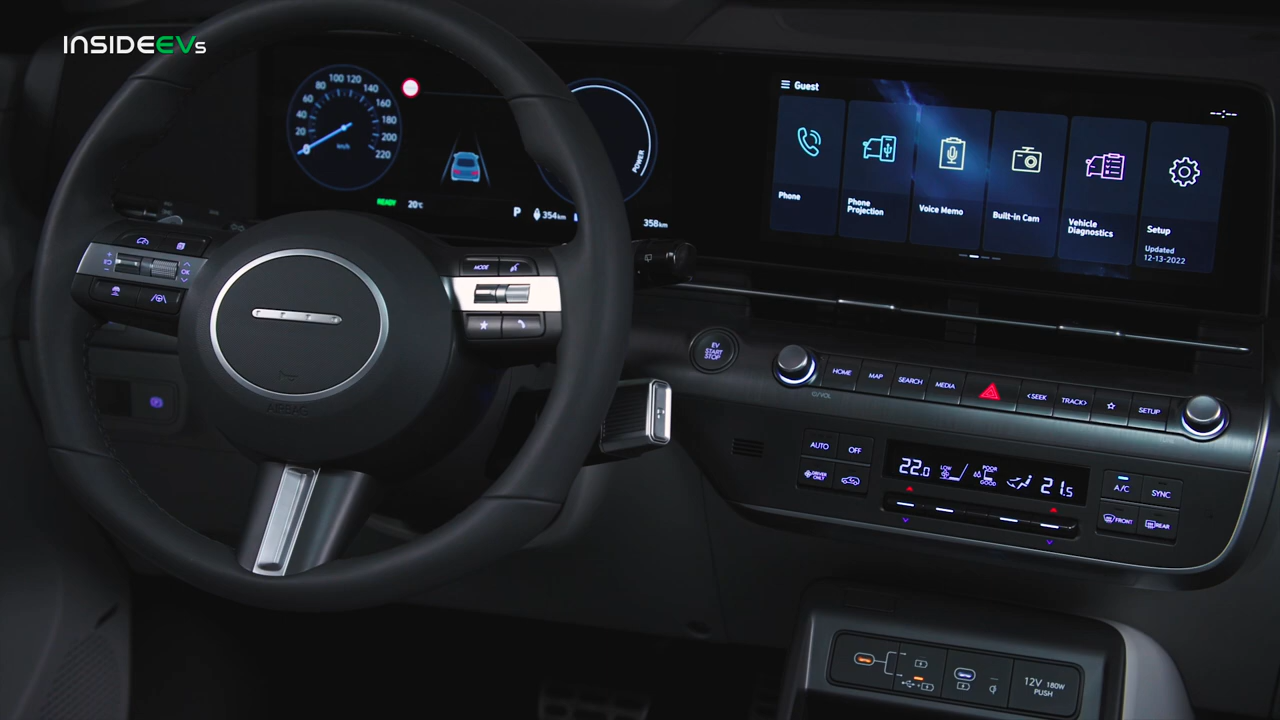 INSIDEEVs
100 120
80
140
60
160
40
180
20
200
0
220
km/h
POWER
READY
20°C
P
354km
358km
Guest
Phone
Phone
Projection
Voice Memo
Built-in Cam
Vehicle
Diagnostics
Setup
Updated
12-13-2022
OK
MODE
AIRBAG
EV
START
STOP
HOME
MAP
SEARCH
MEDIA
<SEEK
TRACK>
SETUP
⏻/VOL
AUTO
OFF
DRIVER
ONLY
22.0
LOW
POOR
GOOD
21.5
A/C
SYNC
FRONT
REAR
12V 180W
PUSH